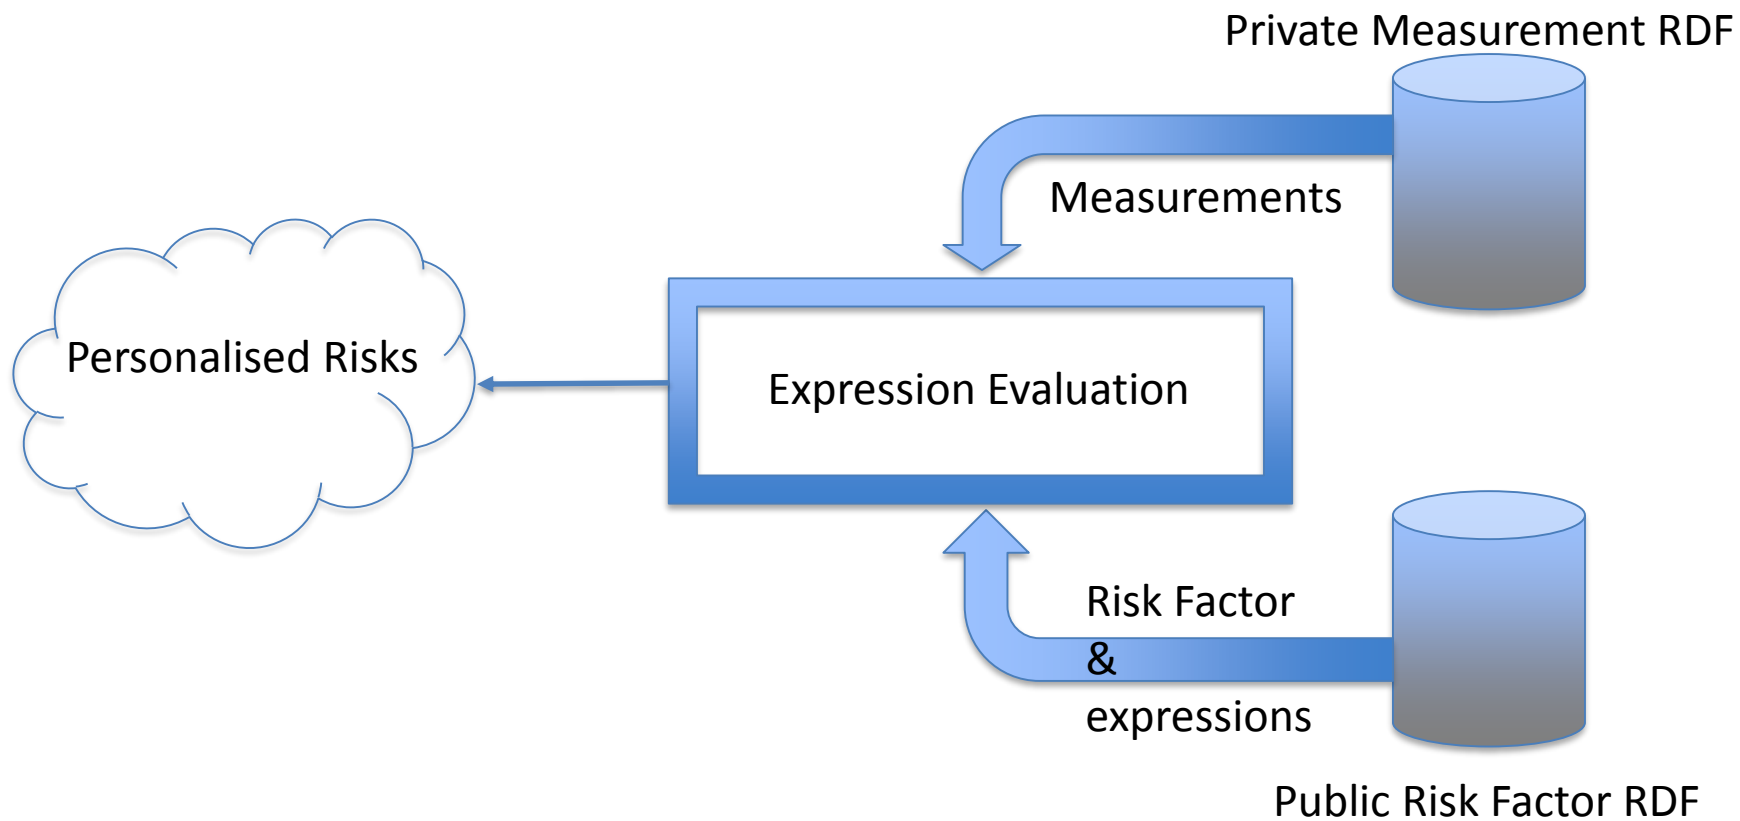 Private Measurement RDF
Measurements
Personalised Risks
Expression Evaluation
Risk Factor
&
expressions
Public Risk Factor RDF